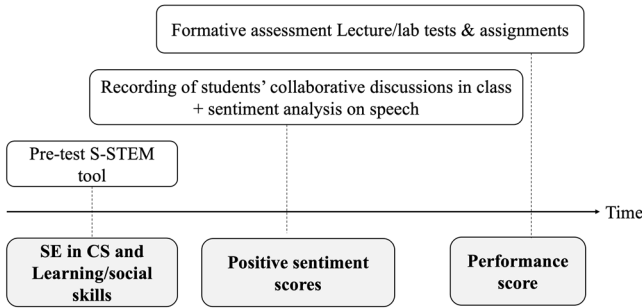 Formative assessment Lecture/lab tests & assignments
Recording of students’ collaborative discussions in class
+ sentiment analysis on speech
Pre-test S-STEM
tool
Time
SE in CS and
Learning/social
skills
Positive sentiment
scores
Performance
score